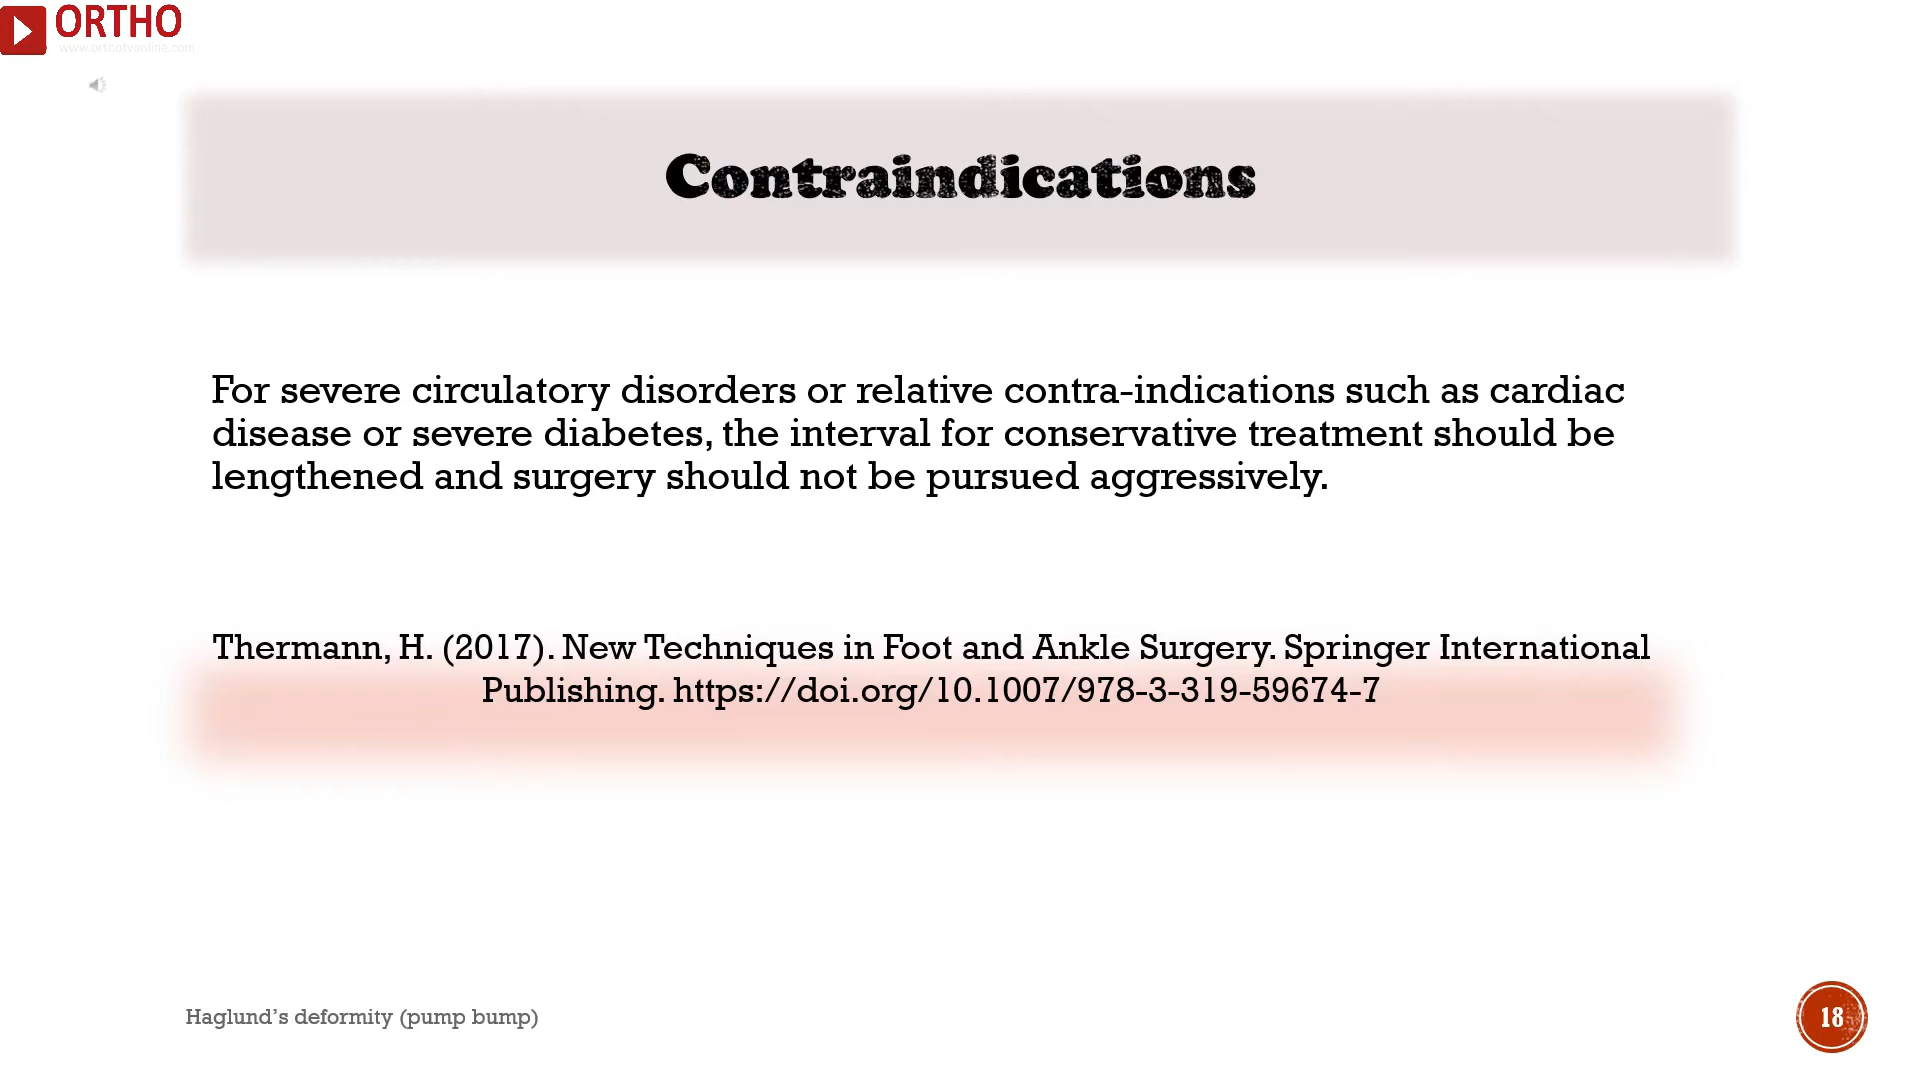 ORTHO
www.orthotvonline.com
Contraindications
For severe circulatory disorders or relative contra-indications such as cardiac
disease or severe diabetes, the interval for conservative treatment should be
lengthened and surgery should not be pursued aggressively.
Thermann, H. (2017). New Techniques in Foot and Ankle Surgery. Springer International
Publishing. https://doi.org/10.1007/978-3-319-59674-7
Haglund’s deformity (pump bump)
18